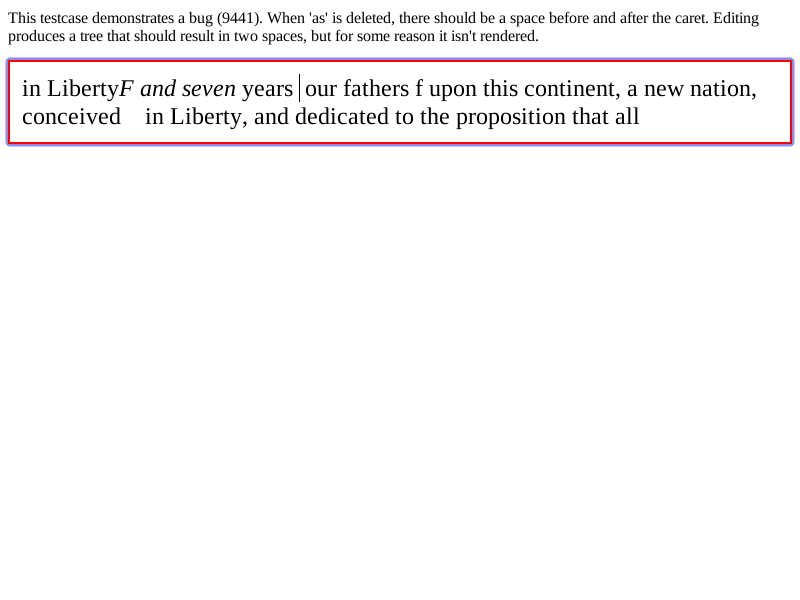 This testcase demonstrates a bug (9441). When 'as' is deleted, there should be a space before and after the caret. Editing
produces a tree that should result in two spaces, but for some reason it isn't rendered.
in LibertyF and seven years our fathers f upon this continent, a new nation,
conceived    in Liberty, and dedicated to the proposition that all